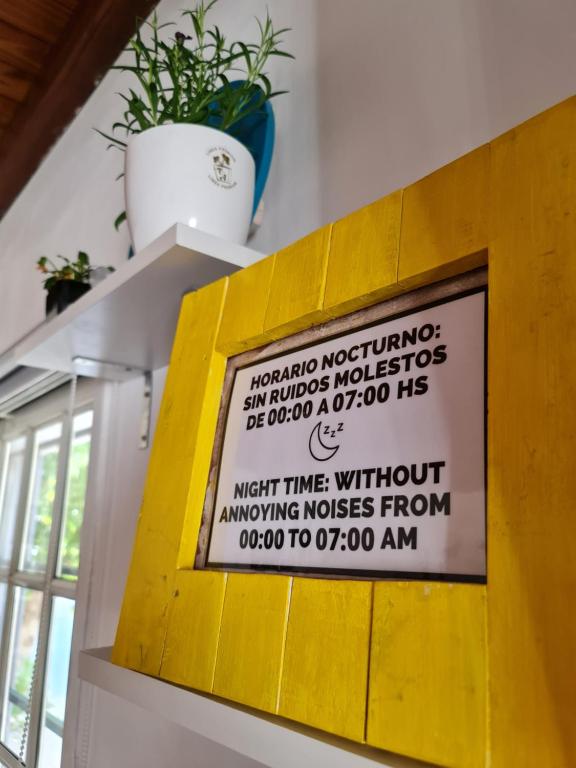 HORARIO NOCTURNO:
SIN RUIDOS MOLESTOS
DE 00:00 A 07:00 HS
zzz
NIGHT TIME: WITHOUT
ANNOYING NOISES FROM
00:00 TO 07:00 AM